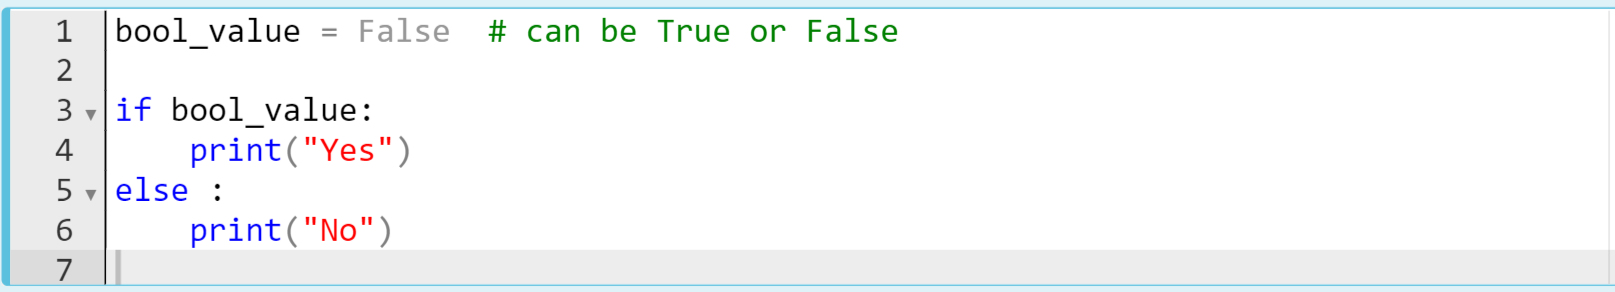 1 bool_value = False  # can be True or False
2
3 if bool_value:
4     print("Yes")
5 else :
6     print("No")
7